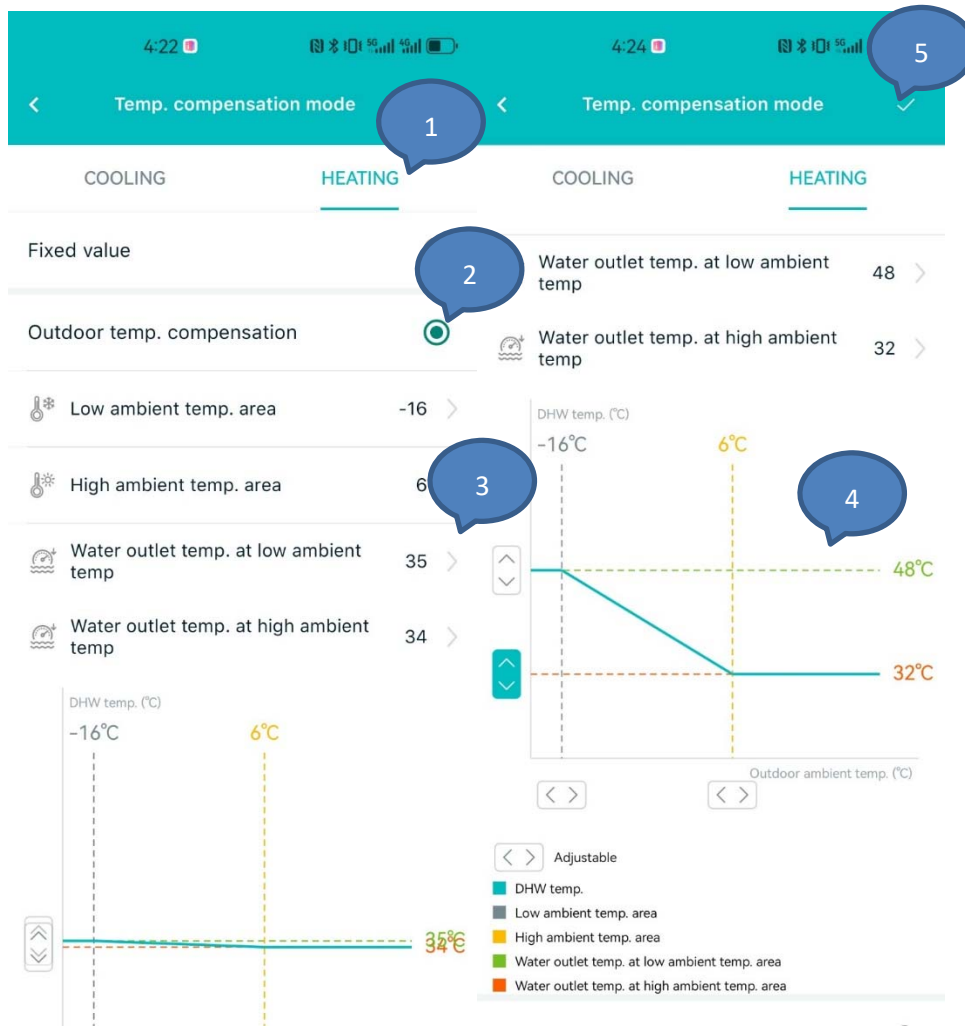 4:22
5G 4G
Temp. compensation mode
1
COOLING HEATING
Fixed value
2
Outdoor temp. compensation
Low ambient temp. area -16
High ambient temp. area 6
3
Water outlet temp. at low ambient
temp
35
Water outlet temp. at high ambient
temp
34
DHW temp. (℃)
-16℃ 6℃
35℃
34℃
4:24
5G
5
Temp. compensation mode
COOLING HEATING
Water outlet temp. at low ambient
temp
48
Water outlet temp. at high ambient
temp
32
DHW temp. (℃)
-16℃ 6℃
4
48℃
32℃
Outdoor ambient temp. (℃)
Adjustable
DHW temp.
Low ambient temp. area
High ambient temp. area
Water outlet temp. at low ambient temp. area
Water outlet temp. at high ambient temp. area